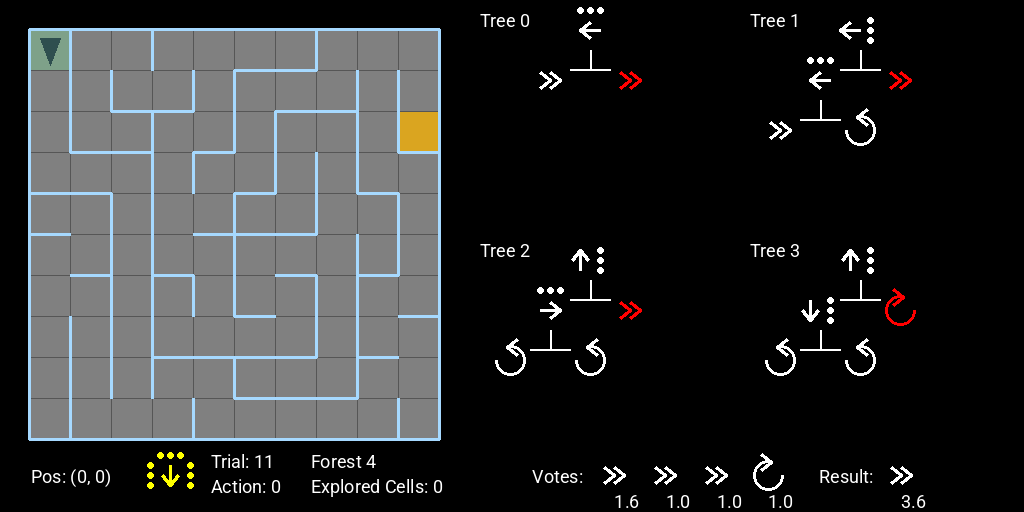 Tree 0
Tree 1
Tree 2
Tree 3
Pos: (0, 0)
Trial: 11
Forest 4
Action: 0
Explored Cells: 0
Votes:
Result:
1.6
1.0
1.0
1.0
3.6